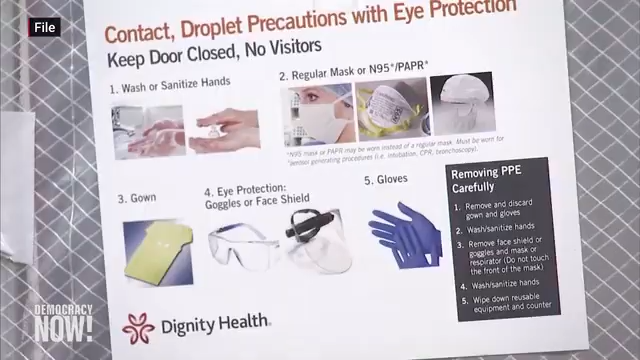 File
Contact, Droplet Precautions with Eye Protection
Keep Door Closed, No Visitors
1. Wash or Sanitize Hands
2. Regular Mask or N95*/PAPR*
*N95 mask or PAPR may be worn instead of a regular mask. Must be worn for
aerosol generating procedures (i.e. intubation, CPR, bronchoscopy).
3. Gown
4. Eye Protection:
Goggles or Face Shield
5. Gloves
Removing PPE
Carefully
1. Remove and discard
gown and gloves
2. Wash/sanitize hands
3. Remove face shield or
goggles and mask or
respirator (Do not touch
the front of the mask)
4. Wash/sanitize hands
5. Wipe down reusable
equipment and counter
Dignity Health®
DEMOCRACY
NOW!